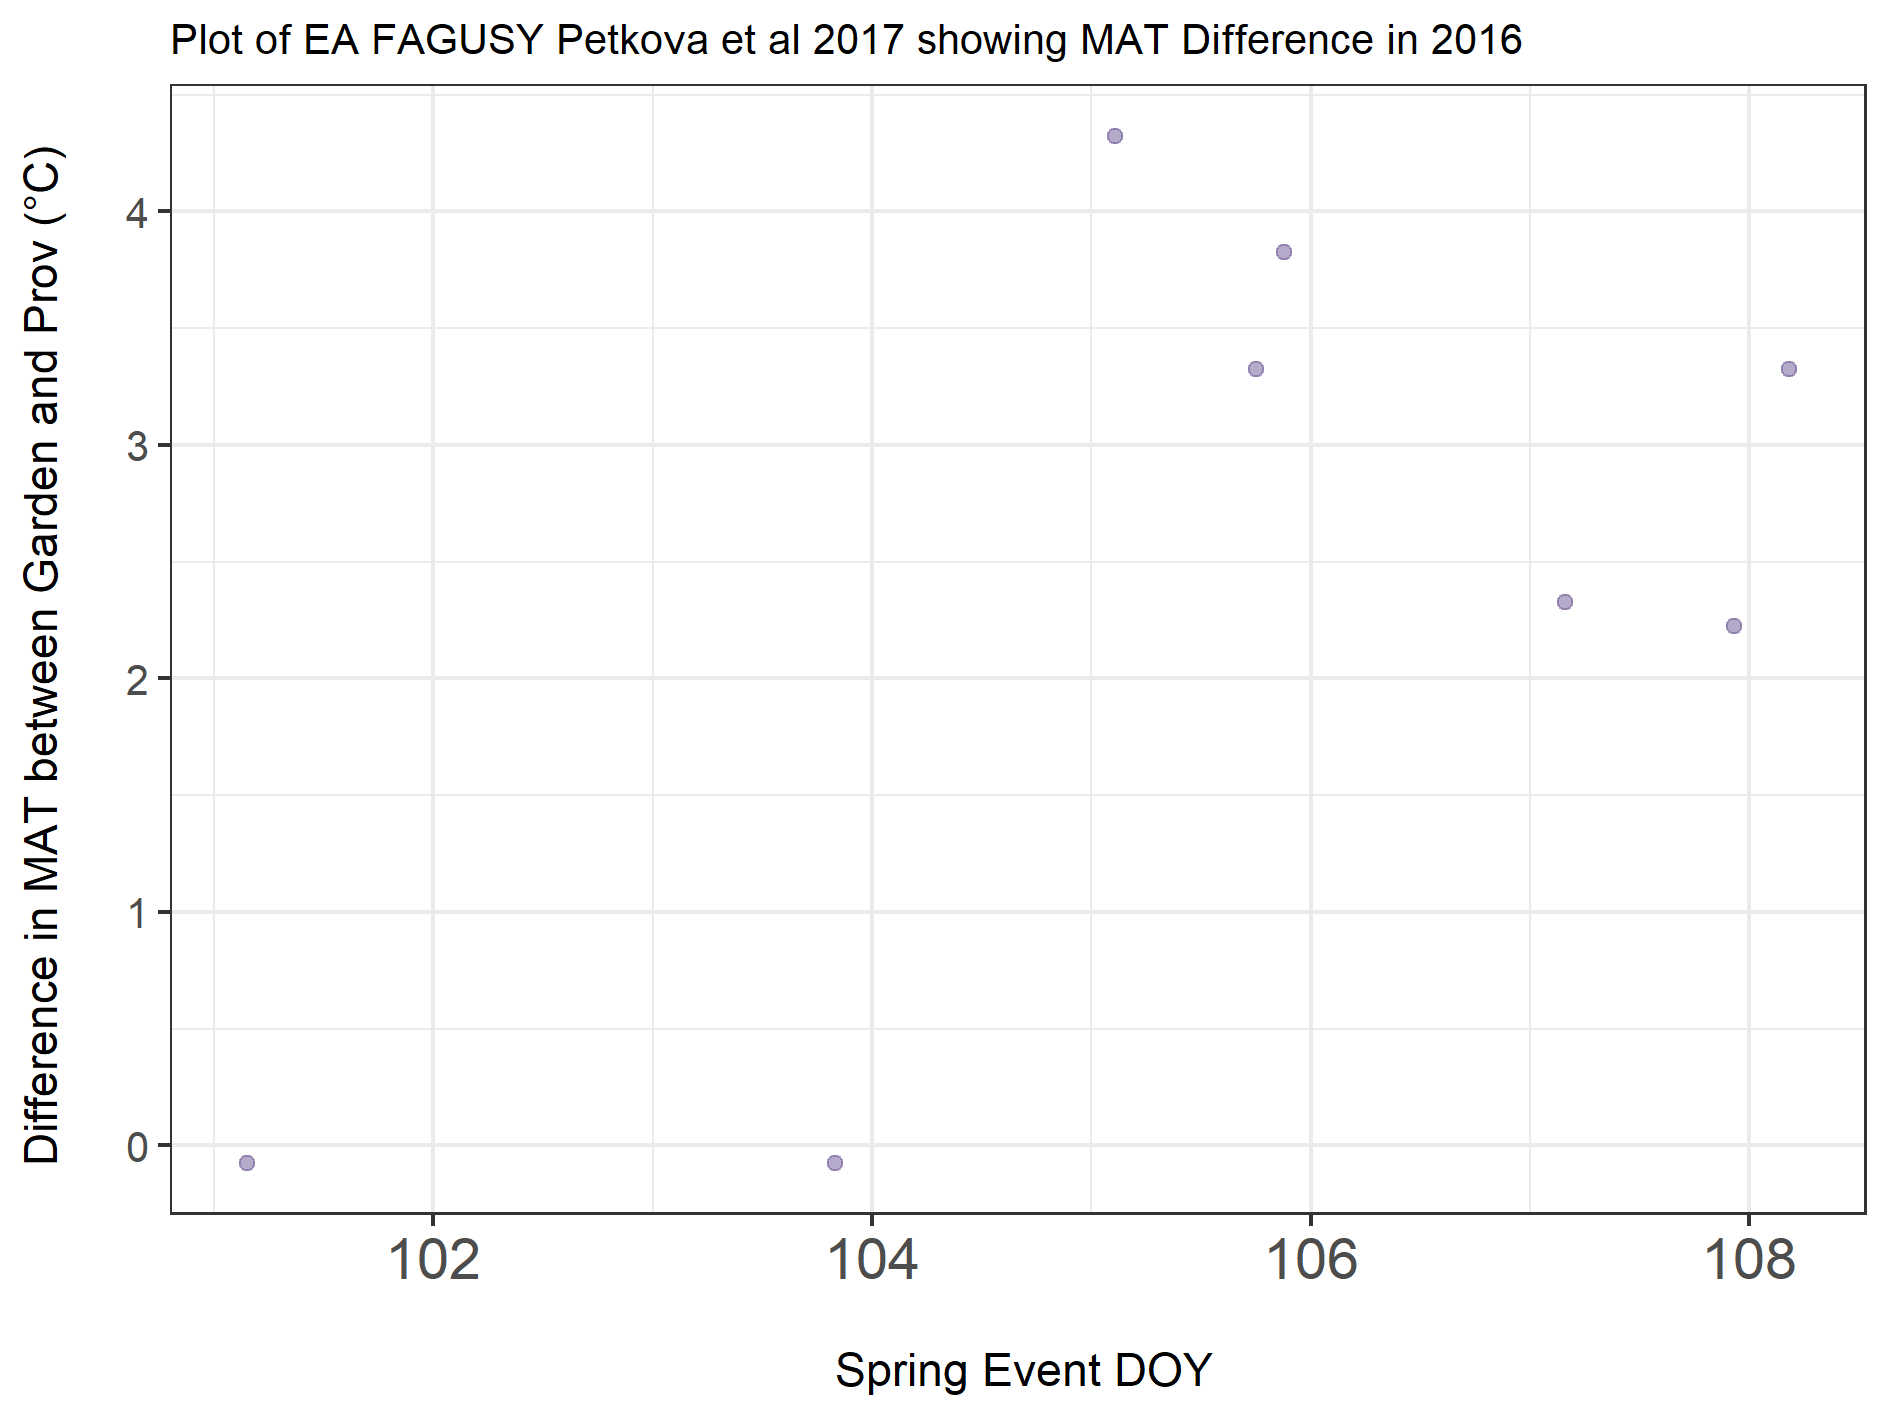 Plot of EA FAGUSY Petkova et al 2017 showing MAT Difference in 2016
Difference in MAT between Garden and Prov (°C)
4
3
2
1
0
102 104 106 108
Spring Event DOY